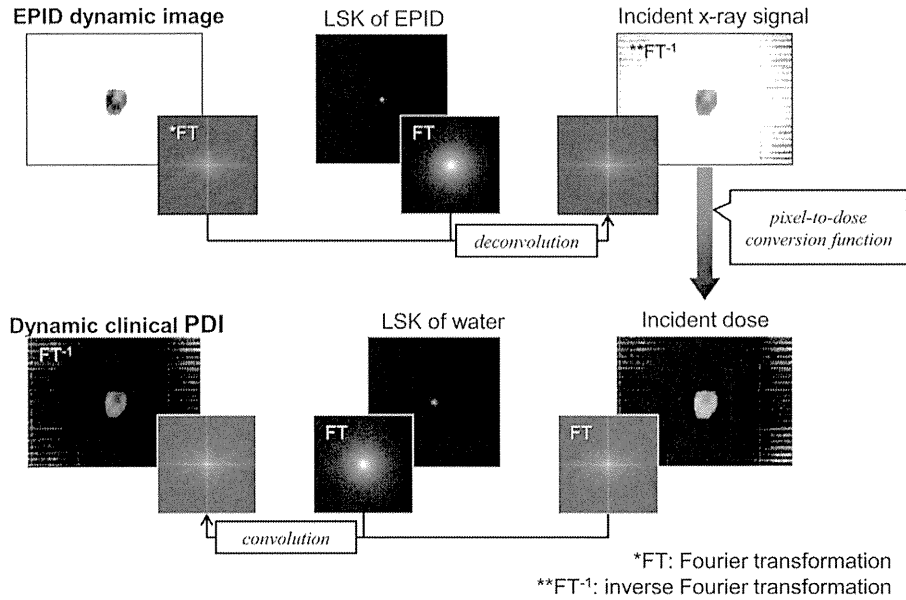 EPID dynamic image
LSK of EPID
Incident x-ray signal
**FT-1
*FT
FT
deconvolution
pixel-to-dose
conversion function
Dynamic clinical PDI
LSK of water
Incident dose
FT-1
FT
FT
convolution
*FT: Fourier transformation
**FT-1: inverse Fourier transformation